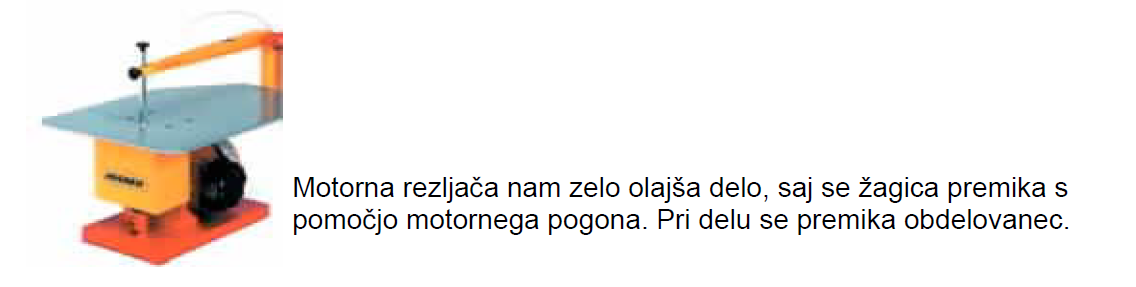 Motorna rezljača nam zelo olajša delo, saj se žagica premika s
pomočjo motornega pogona. Pri delu se premika obdelovanec.